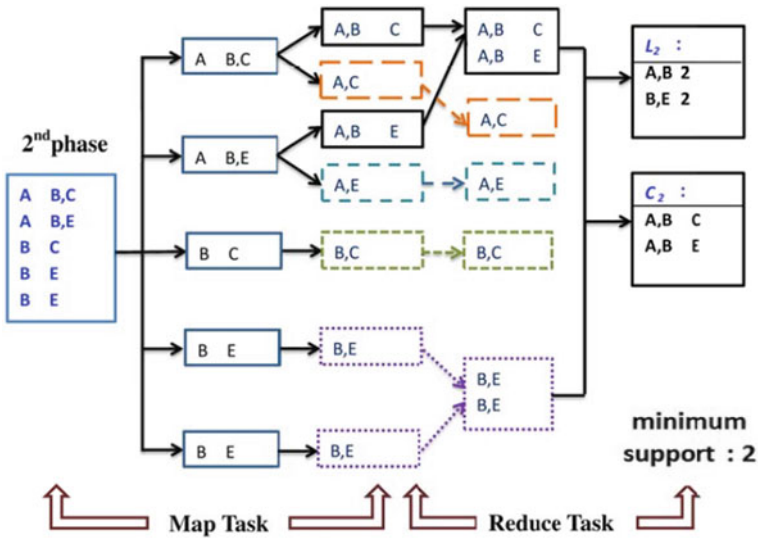 2nd phase
A B,C
A B,E
B C
B E
B E
A B,C
A B,E
B C
B E
B E
A,B C
A,C
A,B E
A,E
B,C
B,E
B,E
A,B C
A,B E
A,C
A,E
B,C
B,E
B,E
L2 :
A,B 2
B,E 2
C2 :
A,B C
A,B E
minimum
support : 2
Map Task
Reduce Task